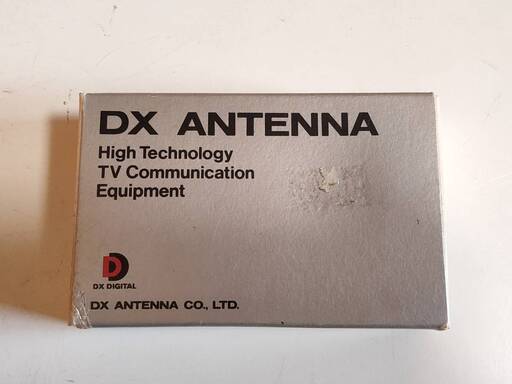 DX ANTENNA
High Technology
TV Communication
Equipment
DX DIGITAL
DX ANTENNA CO., LTD.